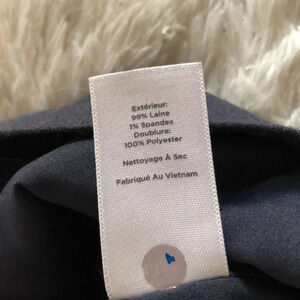 Extérieur:
99% Laine
1% Spandex
Doublure:
100% Polyester
Nettoyage À Sec
Fabriqué Au Vietnam